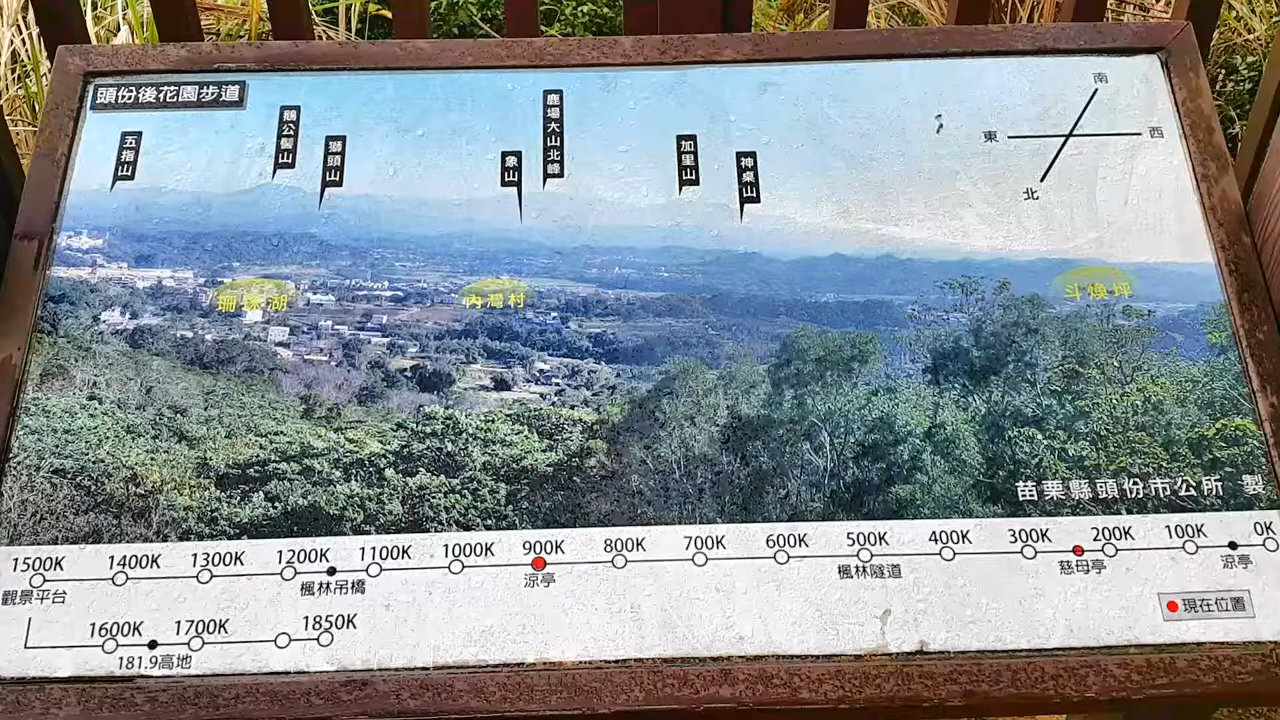 頭份後花園步道
五指山
鵝公髻山
獅頭山
象山
鹿場大山北峰
加里山
神桌山
南
東
西
北
珊珠湖
內灣村
斗煥坪
苗栗縣頭份市公所 製
1500K 1400K 1300K 1200K 1100K 1000K 900K 800K 700K 600K 500K 400K 300K 200K 100K 0K
觀景平台 楓林吊橋 涼亭 楓林隧道 慈母亭 涼亭
現在位置
1600K 1700K 1850K
181.9高地